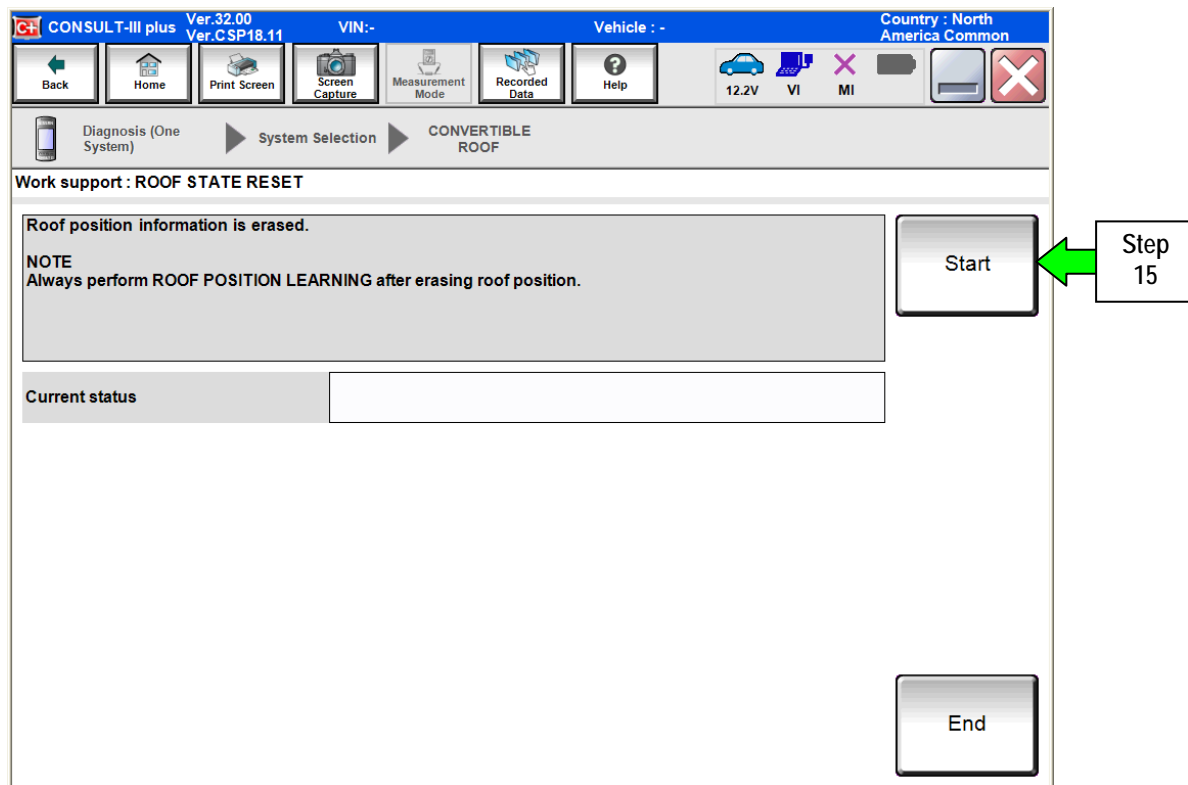 C+ CONSULT-III plus Ver.32.00 VIN:- Vehicle : - Country : North
Ver.CSP18.11 America Common
Back Home Print Screen Screen Capture Measurement Mode Recorded Data Help 12.2V VI MI
Diagnosis (One System) System Selection CONVERTIBLE ROOF
Work support : ROOF STATE RESET
Roof position information is erased.
NOTE
Always perform ROOF POSITION LEARNING after erasing roof position.
Start
Step
15
Current status
End